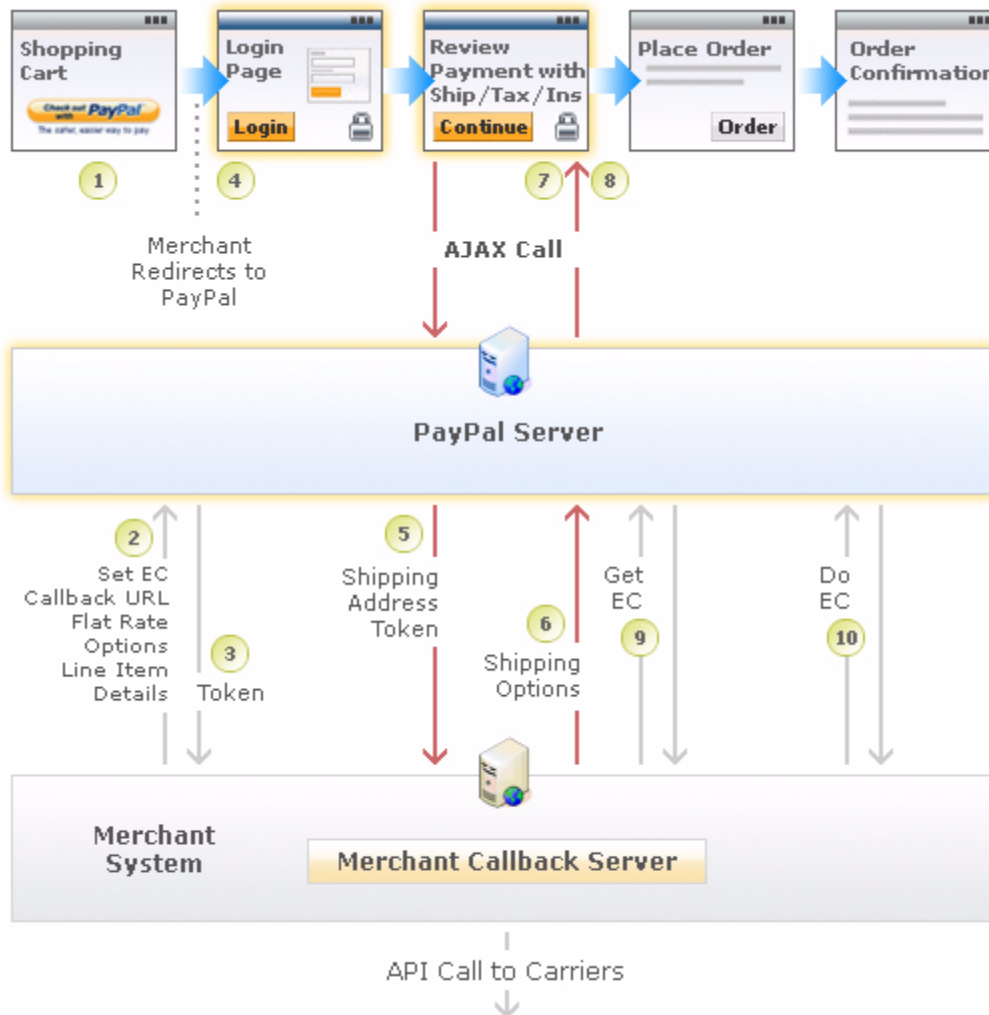 Shopping
Cart
Check out
with PayPal
The safer, easier way to pay
Login
Page
Login
Review
Payment with
Ship/Tax/Ins
Continue
Place Order
Order
Order
Confirmation
1
4
7
8
Merchant
Redirects to
PayPal
AJAX Call
PayPal Server
2
Set EC
Callback URL
Flat Rate
Options
Line Item
Details
3
Token
5
Shipping
Address
Token
6
Shipping
Options
Get
EC
9
Do
EC
10
Merchant
System
Merchant Callback Server
API Call to Carriers